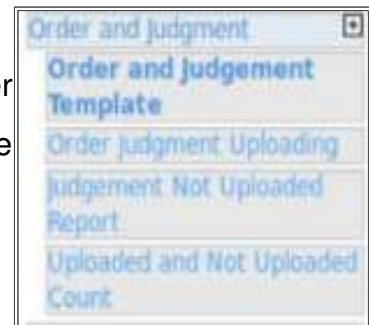 Order and Judgment
er
Order and Judgement
Template
e
Order Judgment Uploading
Judgement Not Uploaded
Report
Uploaded and Not Uploaded
Count